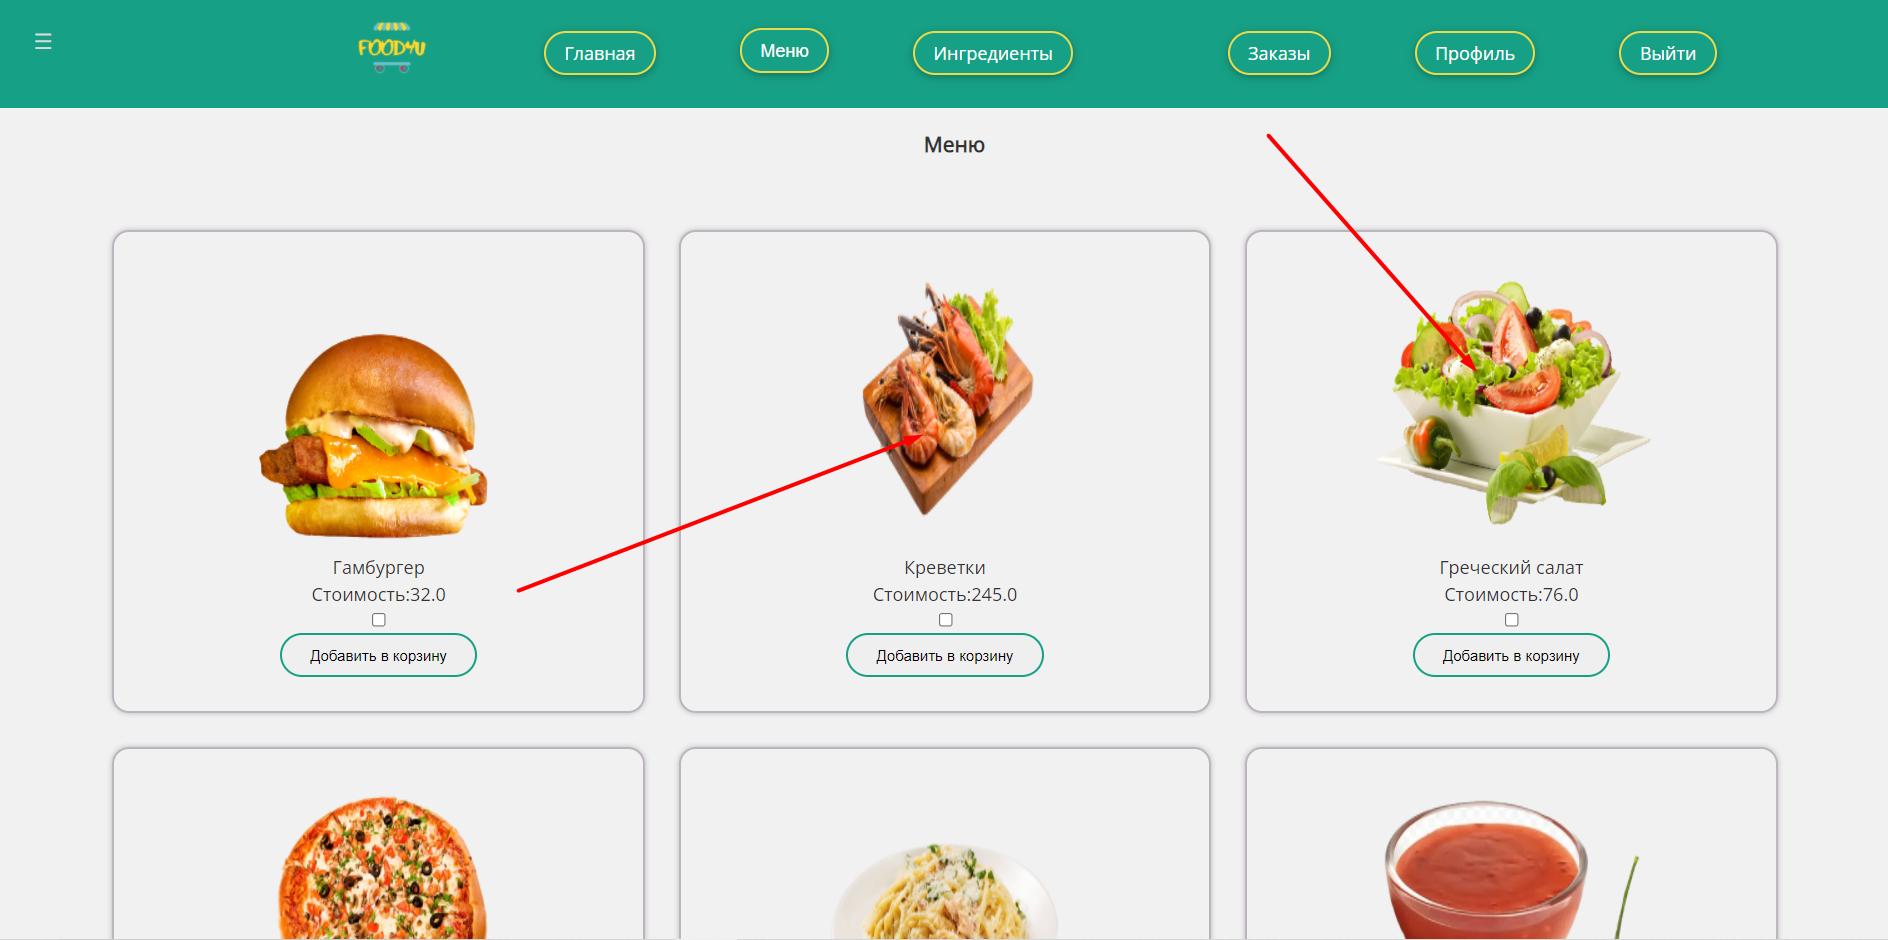 ☰
FOOD4U
Главная
Меню
Ингредиенты
Заказы
Профиль
Выйти
Меню
Гамбургер
Стоимость:32.0
Добавить в корзину
Креветки
Стоимость:245.0
Добавить в корзину
Греческий салат
Стоимость:76.0
Добавить в корзину